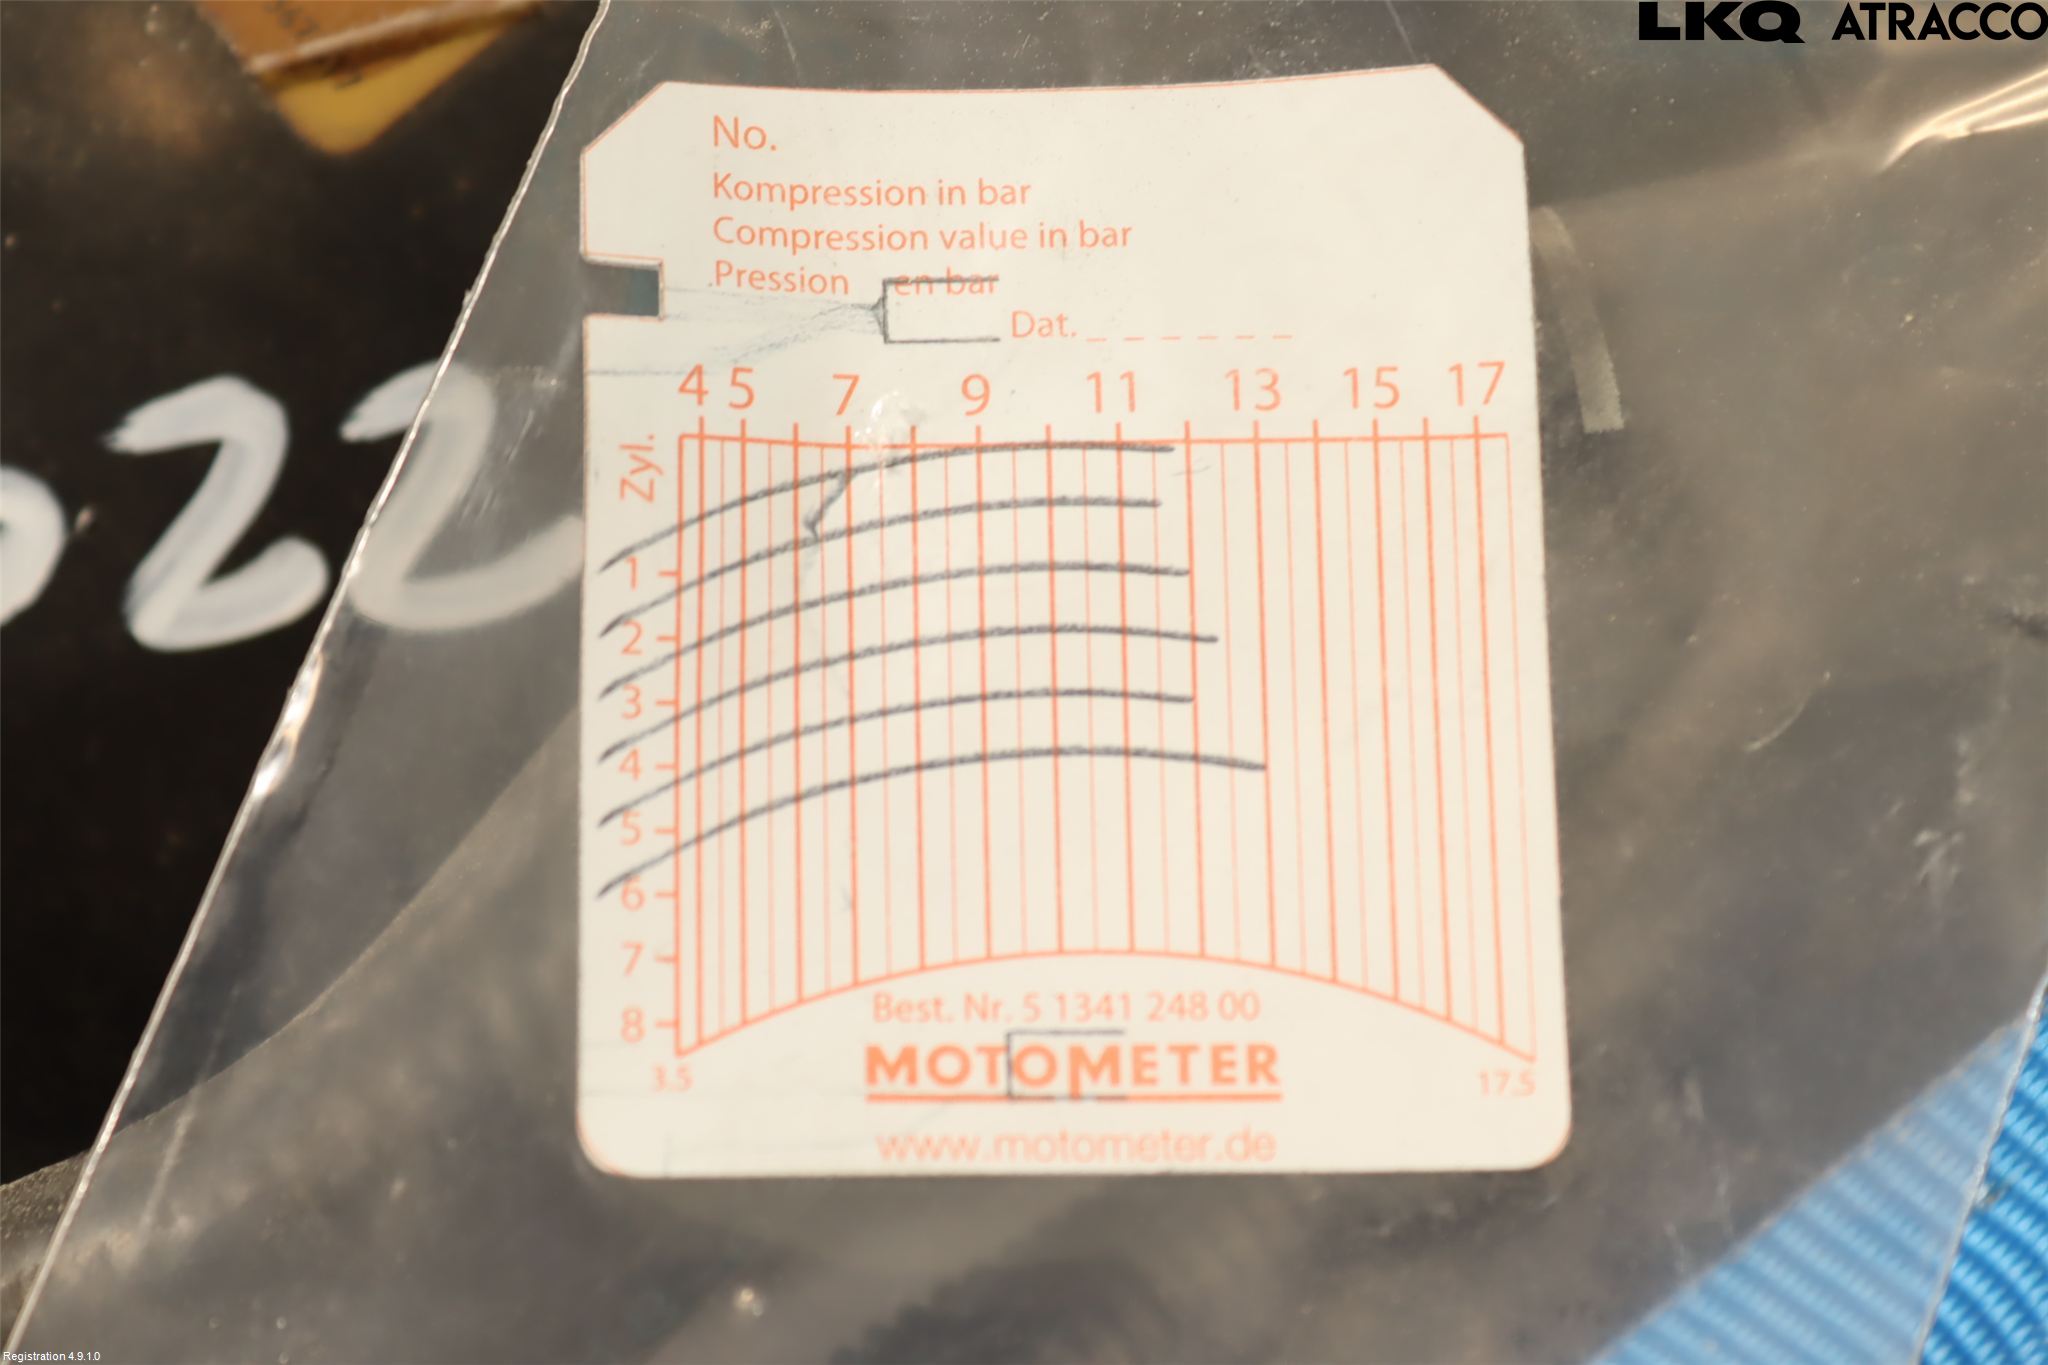 LKQ ATRACCO
No.
Kompression in bar
Compression value in bar
Pression en bar
Dat. _ _ _ _ _ _ _
4 5 7 9 11 13 15 17
Zyl.
1
2
3
4
5
6
7
8
3.5 17.5
Best. Nr. 5 1341 248 00
MOTOMETER
www.motometer.de
22
Registration 4.9.1.0